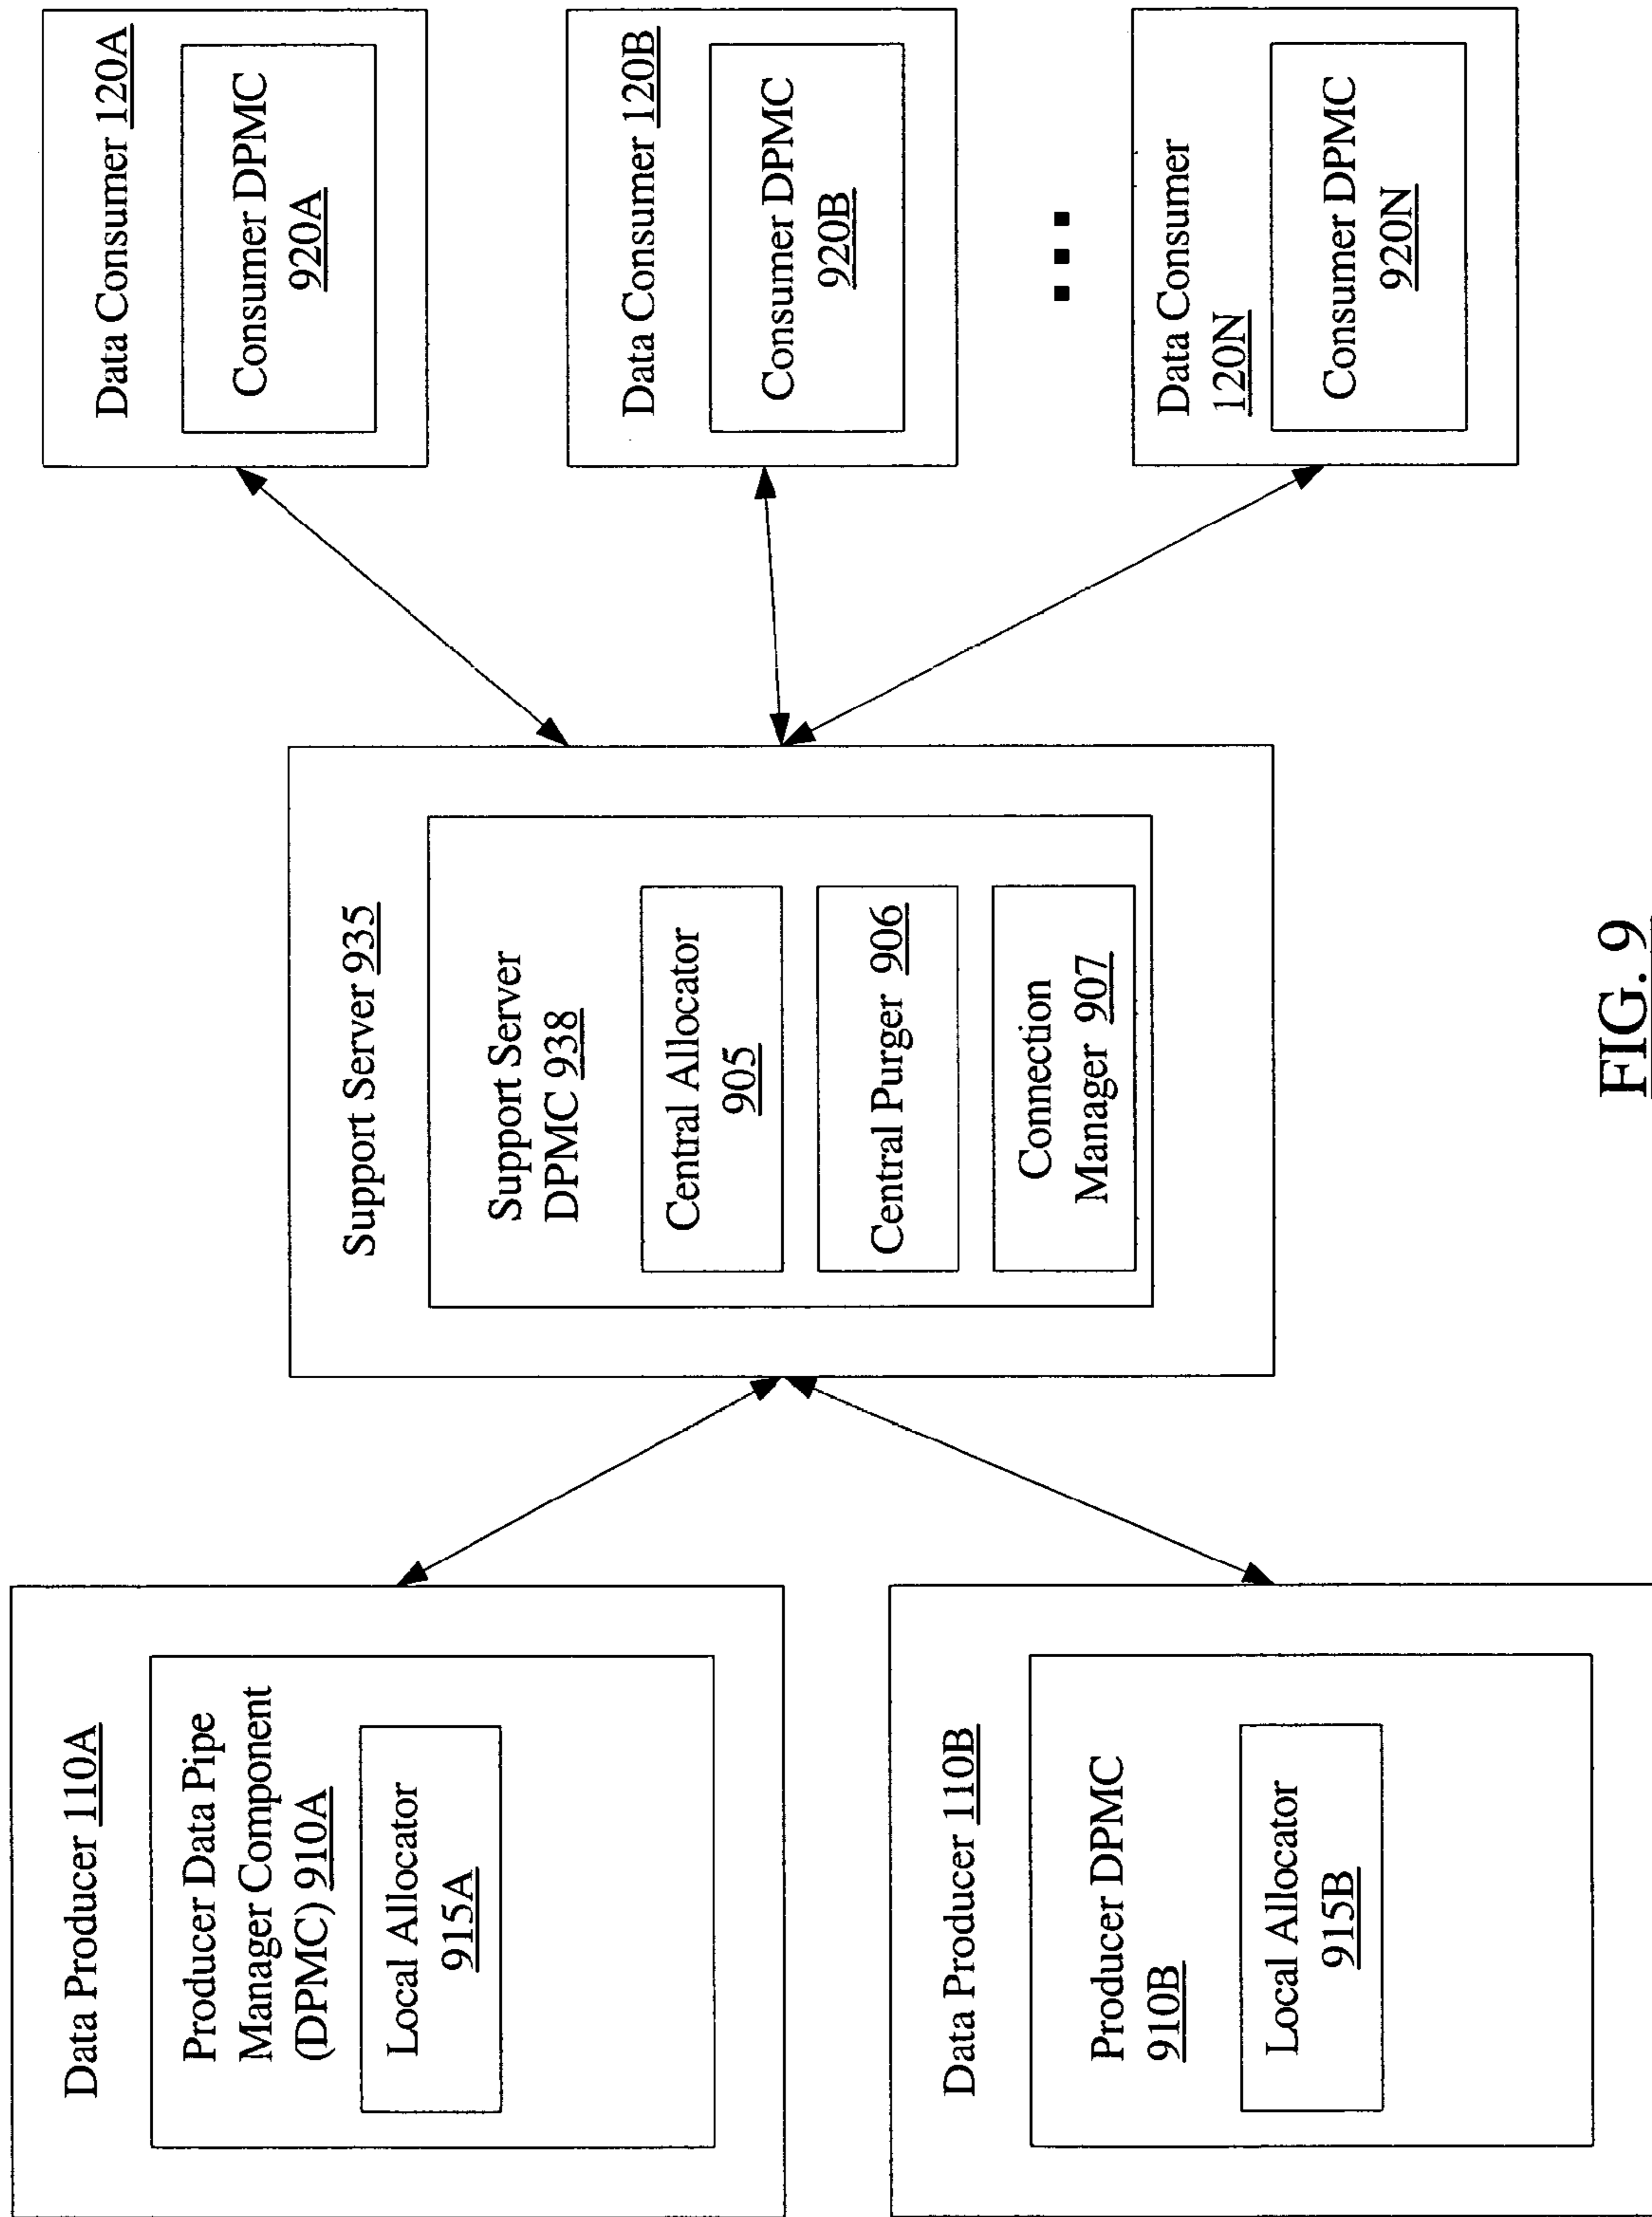 Data Producer 110A
Producer Data Pipe
Manager Component
(DPMC) 910A
Local Allocator
915A
Data Producer 110B
Producer DPMC
910B
Local Allocator
915B
Support Server 935
Support Server
DPMC 938
Central Allocator
905
Central Purger 906
Connection
Manager 907
Data Consumer 120A
Consumer DPMC
920A
Data Consumer 120B
Consumer DPMC
920B
Data Consumer
120N
Consumer DPMC
920N
FIG. 9